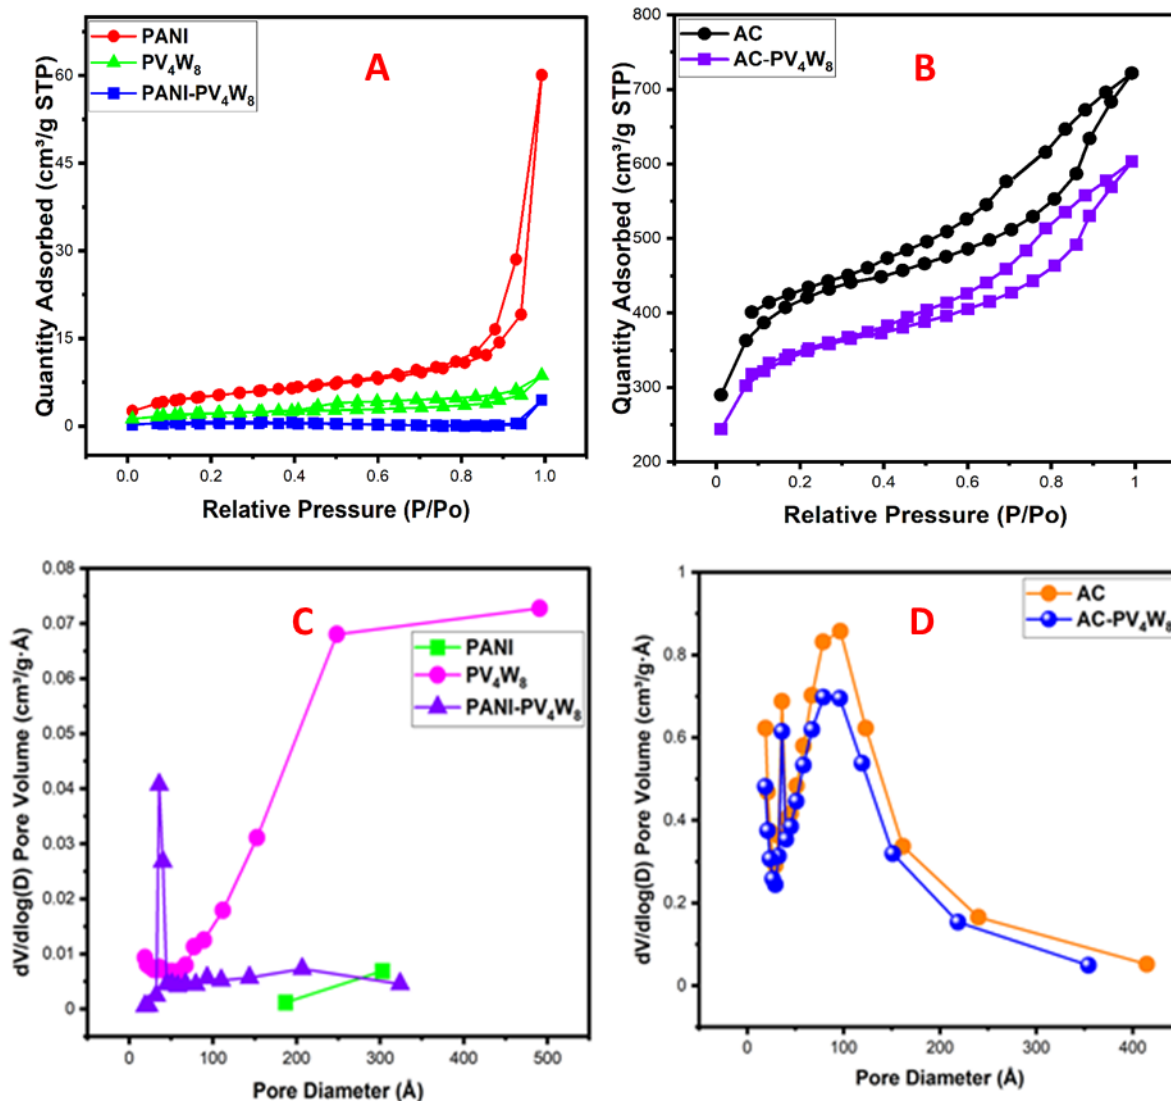 A
PANI
PV₄W₈
PANI-PV₄W₈
Quantity Adsorbed (cm³/g STP)
60
45
30
15
0
0.0 0.2 0.4 0.6 0.8 1.0
Relative Pressure (P/Po)
B
AC
AC-PV₄W₈
Quantity Adsorbed (cm³/g STP)
800
700
600
500
400
300
200
0 0.2 0.4 0.6 0.8 1
Relative Pressure (P/Po)
C
PANI
PV₄W₈
PANI-PV₄W₈
dV/dlog(D) Pore Volume (cm³/g·Å)
0.08
0.07
0.06
0.05
0.04
0.03
0.02
0.01
0
0 100 200 300 400 500
Pore Diameter (Å)
D
AC
AC-PV₄W₈
dV/dlog(D) Pore Volume (cm³/g·Å)
1
0.8
0.6
0.4
0.2
0
0 100 200 300 400
Pore Diameter (Å)